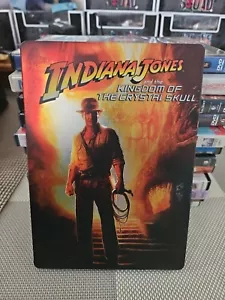 INDIANA JONES
and the
KINGDOM OF
THE CRYSTAL SKULL